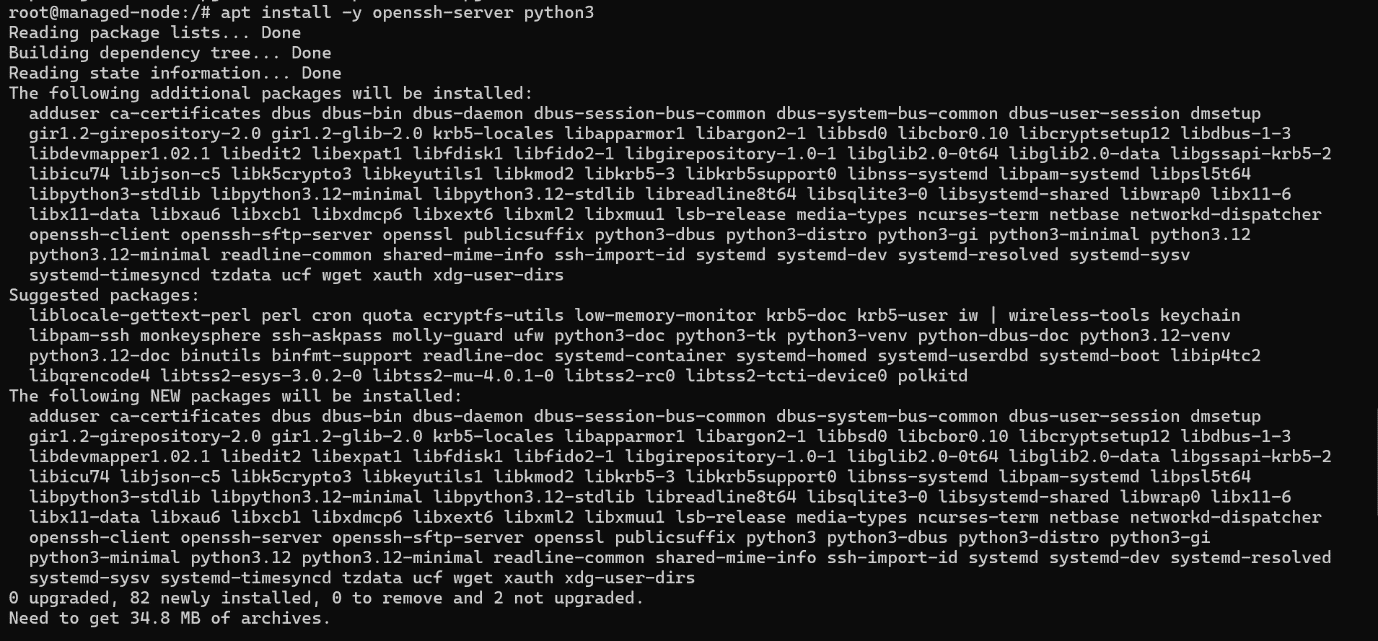 root@managed-node:/# apt install -y openssh-server python3
Reading package lists... Done
Building dependency tree... Done
Reading state information... Done
The following additional packages will be installed:
  adduser ca-certificates dbus dbus-bin dbus-daemon dbus-session-bus-common dbus-system-bus-common dbus-user-session dmsetup
  gir1.2-girepository-2.0 gir1.2-glib-2.0 krb5-locales libapparmor1 libargon2-1 libbsd0 libcbor0.10 libcryptsetup12 libdbus-1-3
  libdevmapper1.02.1 libedit2 libexpat1 libfdisk1 libfido2-1 libgirepository-1.0-1 libglib2.0-0t64 libglib2.0-data libgssapi-krb5-2
  libicu74 libjson-c5 libk5crypto3 libkeyutils1 libkmod2 libkrb5-3 libkrb5support0 libnss-systemd libpam-systemd libpsl5t64
  libpython3-stdlib libpython3.12-minimal libpython3.12-stdlib libreadline8t64 libsqlite3-0 libsystemd-shared libwrap0 libx11-6
  libx11-data libxau6 libxcb1 libxdmcp6 libxext6 libxml2 libxmuu1 lsb-release media-types ncurses-term netbase networkd-dispatcher
  openssh-client openssh-sftp-server openssl publicsuffix python3-dbus python3-distro python3-gi python3-minimal python3.12
  python3.12-minimal readline-common shared-mime-info ssh-import-id systemd systemd-dev systemd-resolved systemd-sysv
  systemd-timesyncd tzdata ucf wget xauth xdg-user-dirs
Suggested packages:
  liblocale-gettext-perl perl cron quota ecryptfs-utils low-memory-monitor krb5-doc krb5-user iw | wireless-tools keychain
  libpam-ssh monkeysphere ssh-askpass molly-guard ufw python3-doc python3-tk python3-venv python-dbus-doc python3.12-venv
  python3.12-doc binutils binfmt-support readline-doc systemd-container systemd-homed systemd-userdbd systemd-boot libip4tc2
  libqrencode4 libtss2-esys-3.0.2-0 libtss2-mu-4.0.1-0 libtss2-rc0 libtss2-tcti-device0 polkitd
The following NEW packages will be installed:
  adduser ca-certificates dbus dbus-bin dbus-daemon dbus-session-bus-common dbus-system-bus-common dbus-user-session dmsetup
  gir1.2-girepository-2.0 gir1.2-glib-2.0 krb5-locales libapparmor1 libargon2-1 libbsd0 libcbor0.10 libcryptsetup12 libdbus-1-3
  libdevmapper1.02.1 libedit2 libexpat1 libfdisk1 libfido2-1 libgirepository-1.0-1 libglib2.0-0t64 libglib2.0-data libgssapi-krb5-2
  libicu74 libjson-c5 libk5crypto3 libkeyutils1 libkmod2 libkrb5-3 libkrb5support0 libnss-systemd libpam-systemd libpsl5t64
  libpython3-stdlib libpython3.12-minimal libpython3.12-stdlib libreadline8t64 libsqlite3-0 libsystemd-shared libwrap0 libx11-6
  libx11-data libxau6 libxcb1 libxdmcp6 libxext6 libxml2 libxmuu1 lsb-release media-types ncurses-term netbase networkd-dispatcher
  openssh-client openssh-server openssh-sftp-server openssl publicsuffix python3 python3-dbus python3-distro python3-gi
  python3-minimal python3.12 python3.12-minimal readline-common shared-mime-info ssh-import-id systemd systemd-dev systemd-resolved
  systemd-sysv systemd-timesyncd tzdata ucf wget xauth xdg-user-dirs
0 upgraded, 82 newly installed, 0 to remove and 2 not upgraded.
Need to get 34.8 MB of archives.